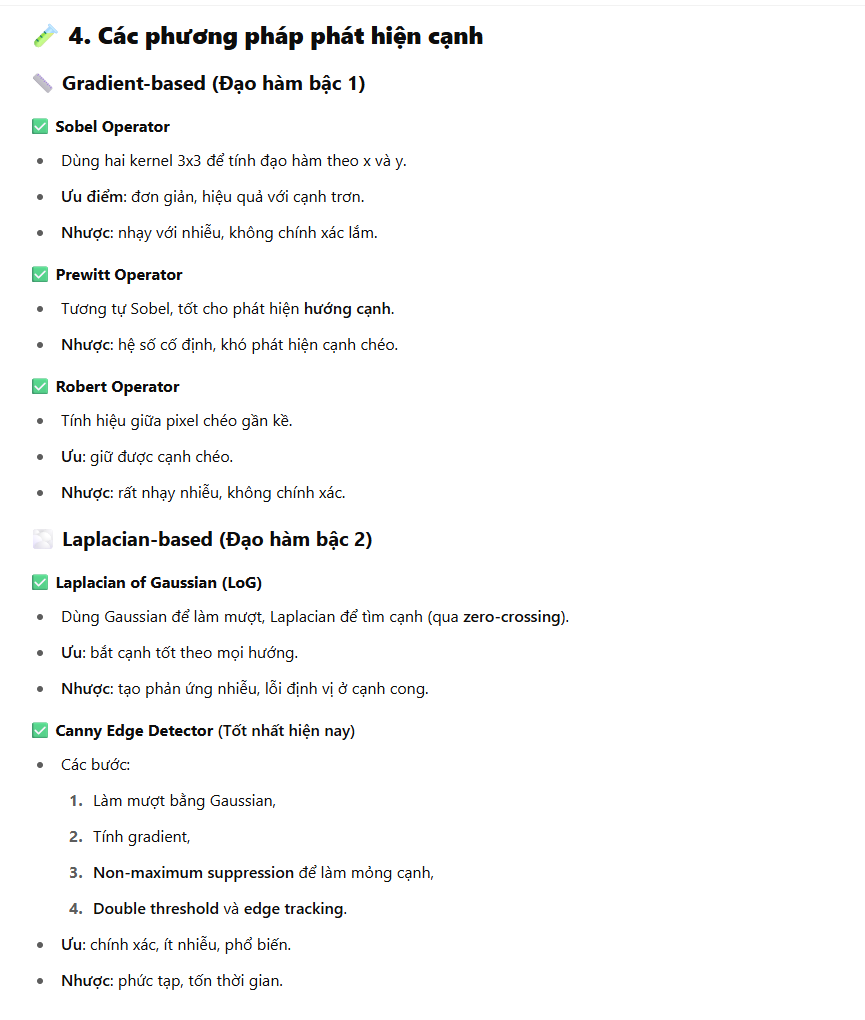 4. Các phương pháp phát hiện cạnh
Gradient-based (Đạo hàm bậc 1)
Sobel Operator
Dùng hai kernel 3x3 để tính đạo hàm theo x và y.
Ưu điểm: đơn giản, hiệu quả với cạnh trơn.
Nhược: nhạy với nhiễu, không chính xác lắm.
Prewitt Operator
Tương tự Sobel, tốt cho phát hiện hướng cạnh.
Nhược: hệ số cố định, khó phát hiện cạnh chéo.
Robert Operator
Tính hiệu giữa pixel chéo gần kề.
Ưu: giữ được cạnh chéo.
Nhược: rất nhạy nhiễu, không chính xác.
Laplacian-based (Đạo hàm bậc 2)
Laplacian of Gaussian (LoG)
Dùng Gaussian để làm mượt, Laplacian để tìm cạnh (qua zero-crossing).
Ưu: bắt cạnh tốt theo mọi hướng.
Nhược: tạo phản ứng nhiễu, lỗi định vị ở cạnh cong.
Canny Edge Detector (Tốt nhất hiện nay)
Các bước:
1. Làm mượt bằng Gaussian,
2. Tính gradient,
3. Non-maximum suppression để làm mỏng cạnh,
4. Double threshold và edge tracking.
Ưu: chính xác, ít nhiễu, phổ biến.
Nhược: phức tạp, tốn thời gian.